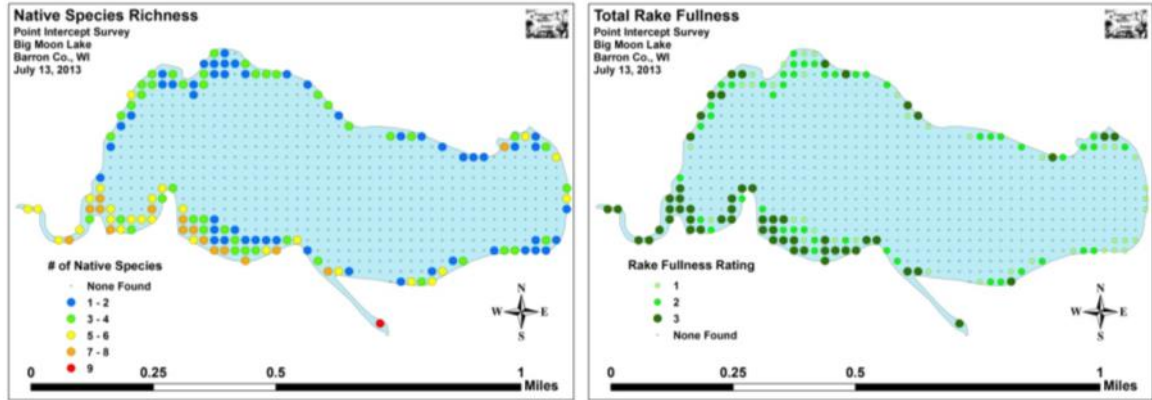 Native Species Richness
Point Intercept Survey
Big Moon Lake
Barron Co., WI
July 13, 2013
# of Native Species
None Found
1 - 2
3 - 4
5 - 6
7 - 8
9
N
W E
S
0 0.25 0.5 1
Miles
Total Rake Fullness
Point Intercept Survey
Big Moon Lake
Barron Co., WI
July 13, 2013
Rake Fullness Rating
1
2
3
None Found
N
W E
S
0 0.25 0.5 1
Miles